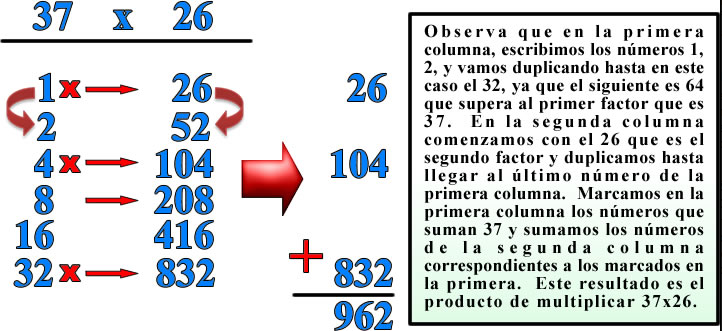 37 x 26
1 x 26 26
2 52
4 x 104 104
8 208
16 416
32 x 832 + 832
962
Observa que en la primera
columna, escribimos los números 1,
2, y vamos duplicando hasta en este
caso el 32, ya que el siguiente es 64
que supera al primer factor que es
37. En la segunda columna
comenzamos con el 26 que es el
segundo factor y duplicamos hasta
llegar al último número de la
primera columna. Marcamos en la
primera columna los números que
suman 37 y sumamos los números
de la segunda columna
correspondientes a los marcados en
la primera. Este resultado es el
producto de multiplicar 37x26.